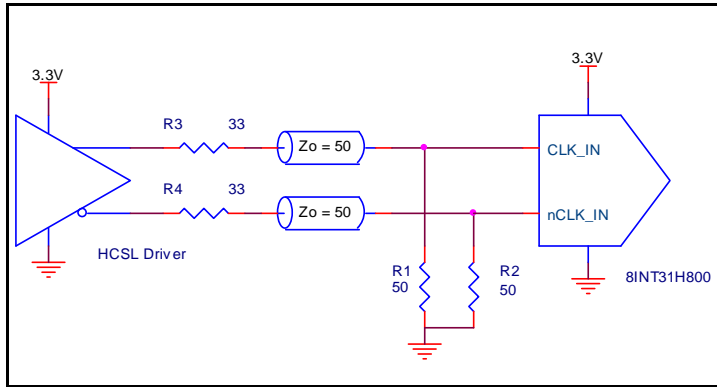 3.3V
3.3V
R3 33
Zo = 50
CLK_IN
R4 33
Zo = 50
nCLK_IN
HCSL Driver
R1
50
R2
50
8INT31H800